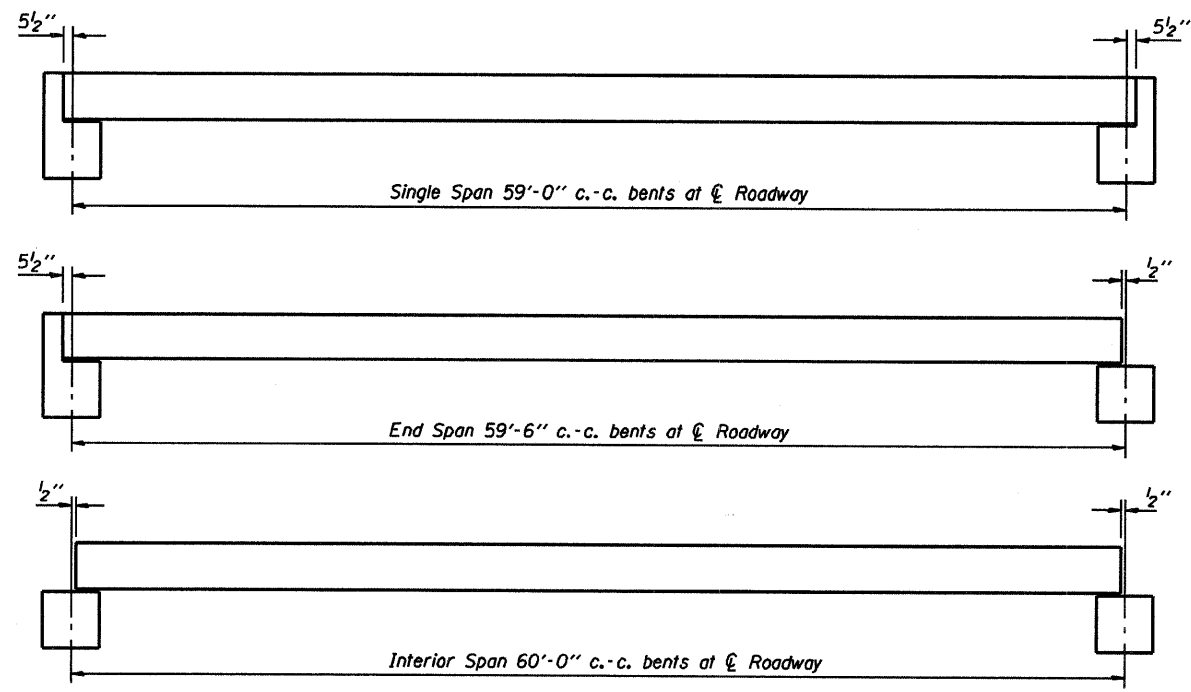 5½" 5½"
Single Span 59'-0" c.-c. bents at ℄ Roadway
5½" ½"
End Span 59'-6" c.-c. bents at ℄ Roadway
½" ½"
Interior Span 60'-0" c.-c. bents at ℄ Roadway